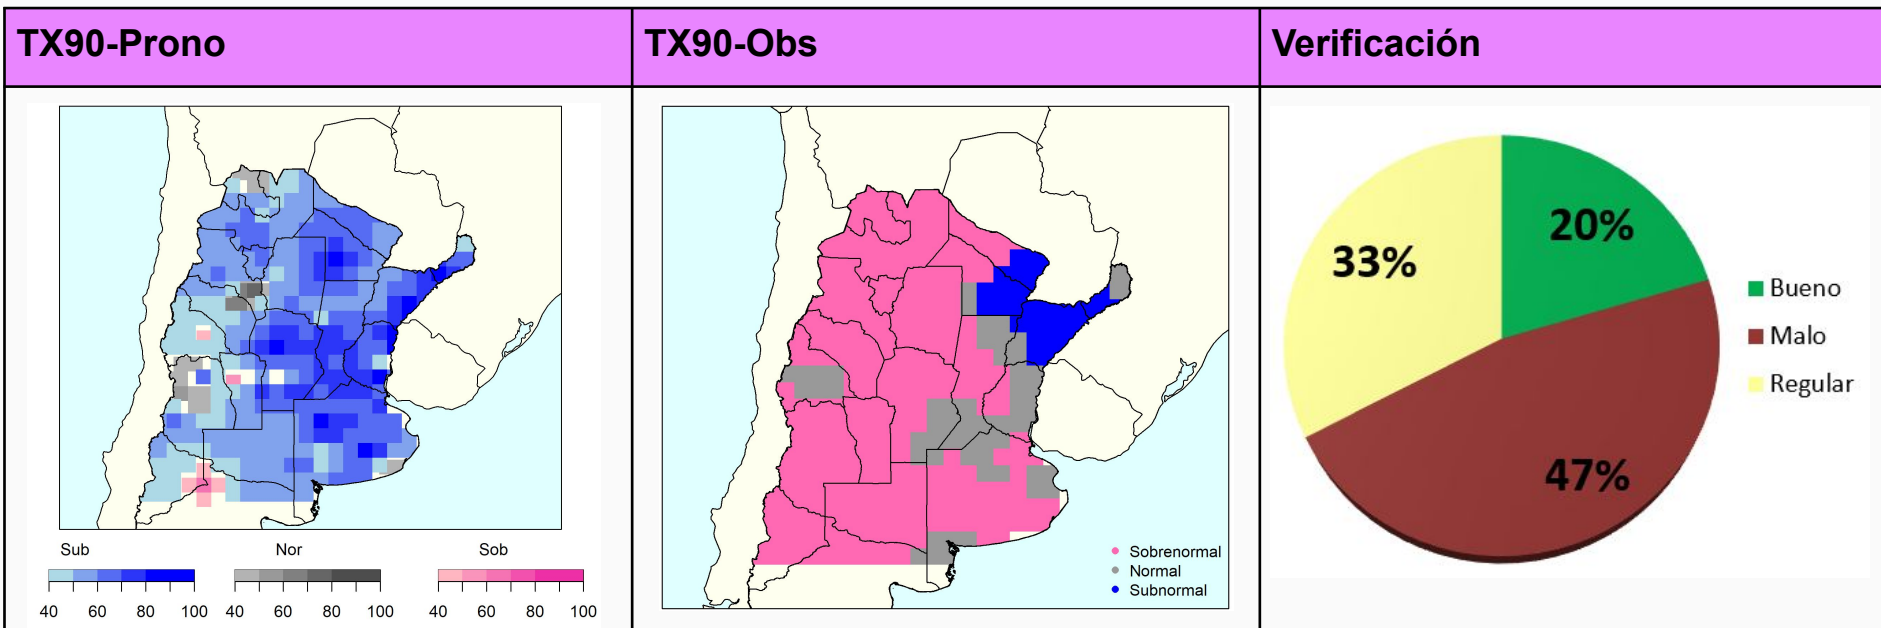 TX90-Prono
TX90-Obs
Verificación
Sub
Nor
Sob
40 60 80 100
40 60 80 100
40 60 80 100
Sobrenormal
Normal
Subnormal
20%
33%
47%
Bueno
Malo
Regular